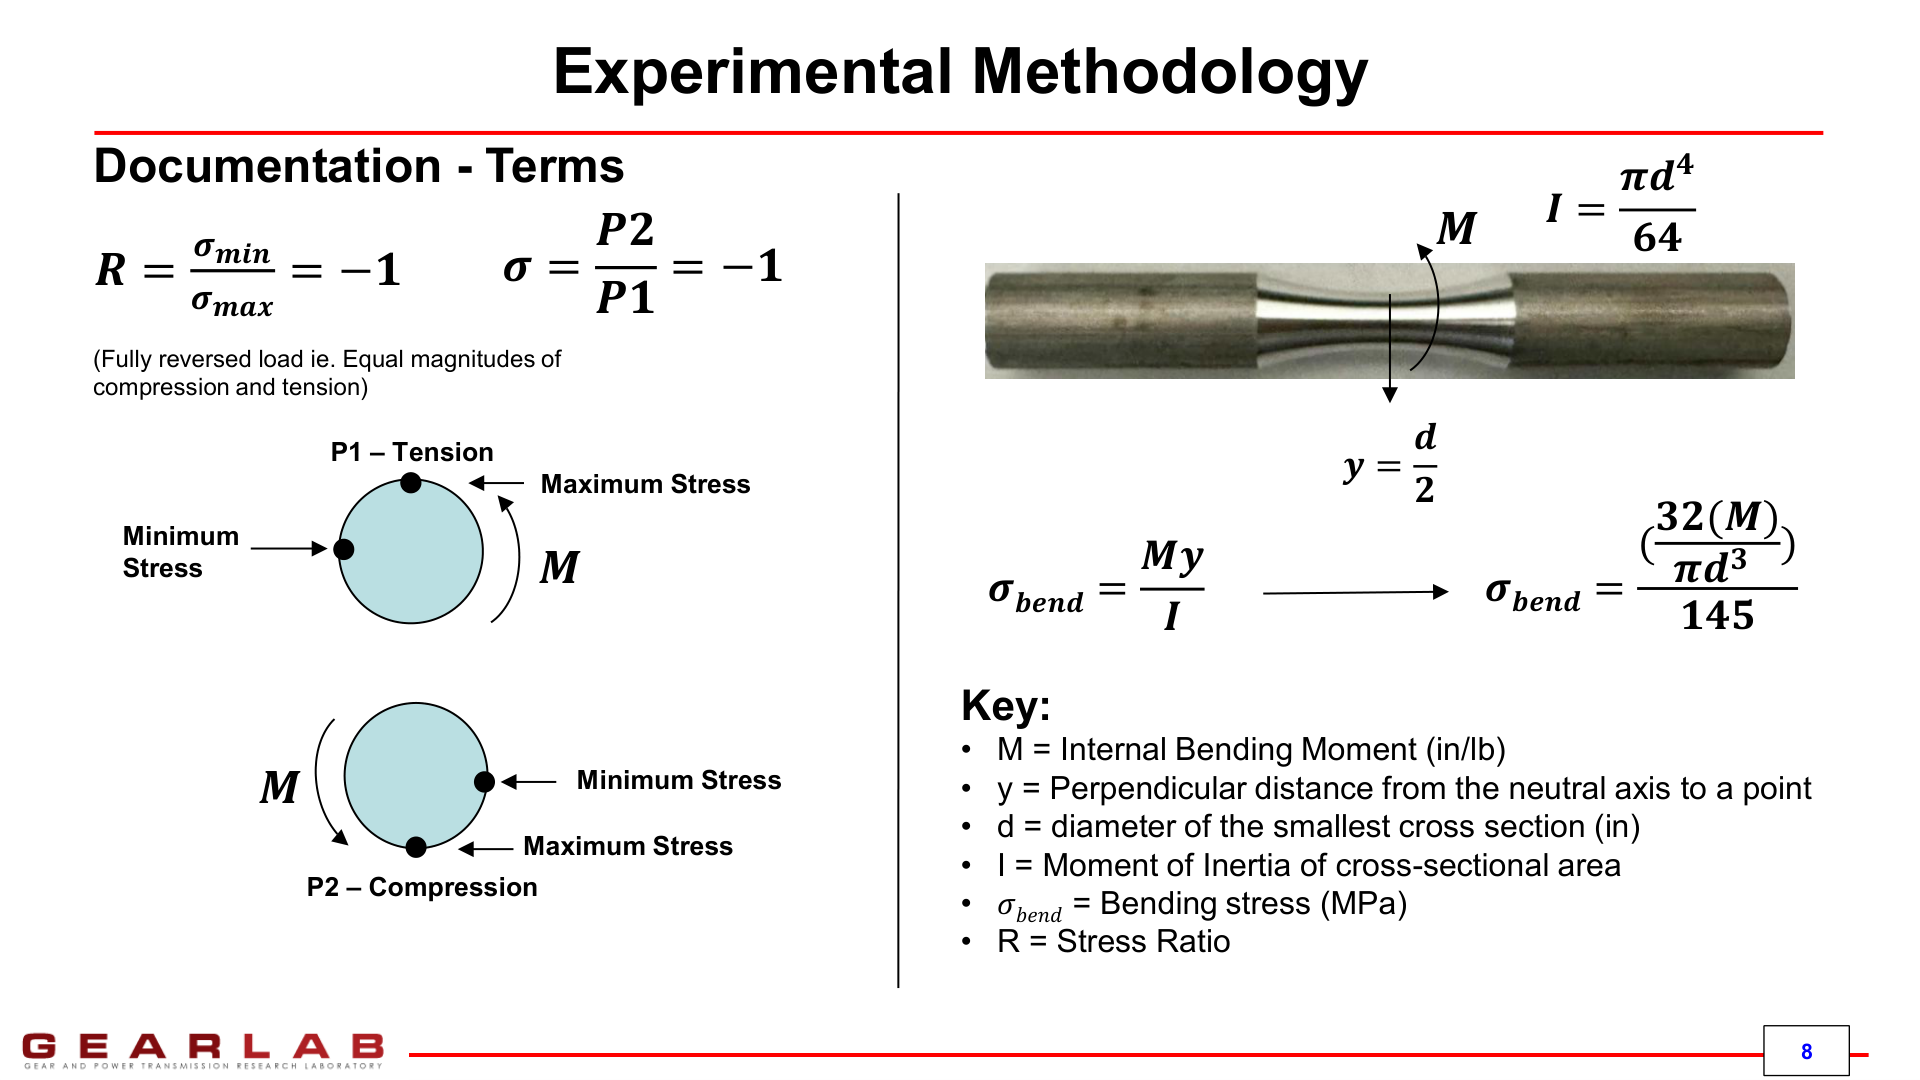 Experimental Methodology
Documentation - Terms
R = σmin/σmax = −1
σ = P2/P1 = −1
(Fully reversed load ie. Equal magnitudes of
compression and tension)
P1 – Tension
Maximum Stress
Minimum
Stress
M
M
Minimum Stress
Maximum Stress
P2 – Compression
I = πd⁴/64
M
y = d/2
σbend = My/I
σbend = (32(M)/πd³)/145
Key:
• M = Internal Bending Moment (in/lb)
• y = Perpendicular distance from the neutral axis to a point
• d = diameter of the smallest cross section (in)
• I = Moment of Inertia of cross-sectional area
• σbend = Bending stress (MPa)
• R = Stress Ratio
GEARLAB
GEAR AND POWER TRANSMISSION RESEARCH LABORATORY
8